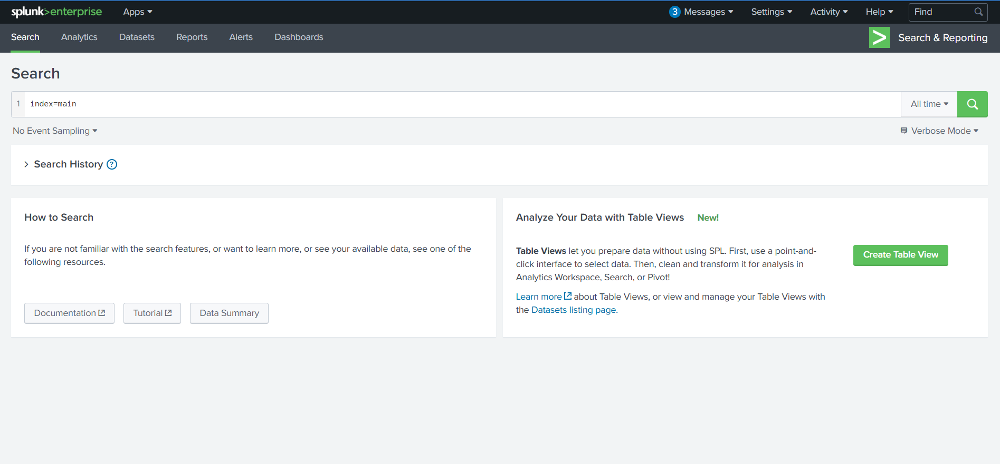 splunk>enterprise Apps 3 Messages Settings Activity Help Find
Search Analytics Datasets Reports Alerts Dashboards > Search & Reporting
Search
1 index=main All time
No Event Sampling Verbose Mode
Search History ?
How to Search
If you are not familiar with the search features, or want to learn more, or see your available data, see one of the
following resources.
Documentation Tutorial Data Summary
Analyze Your Data with Table Views New!
Table Views let you prepare data without using SPL. First, use a point-and-
click interface to select data. Then, clean and transform it for analysis in
Analytics Workspace, Search, or Pivot!
Create Table View
Learn more about Table Views, or view and manage your Table Views with
the Datasets listing page.